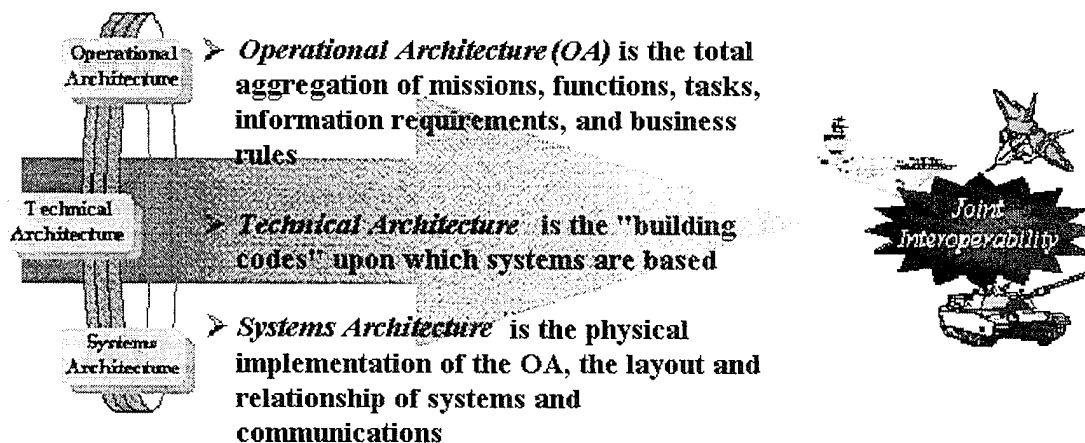 Operational
Architecture
➢ Operational Architecture (OA) is the total
aggregation of missions, functions, tasks,
information requirements, and business
rules
Technical
Architecture
➢ Technical Architecture is the "building
codes" upon which systems are based
Systems
Architecture
➢ Systems Architecture is the physical
implementation of the OA, the layout and
relationship of systems and
communications
Joint
Interoperability